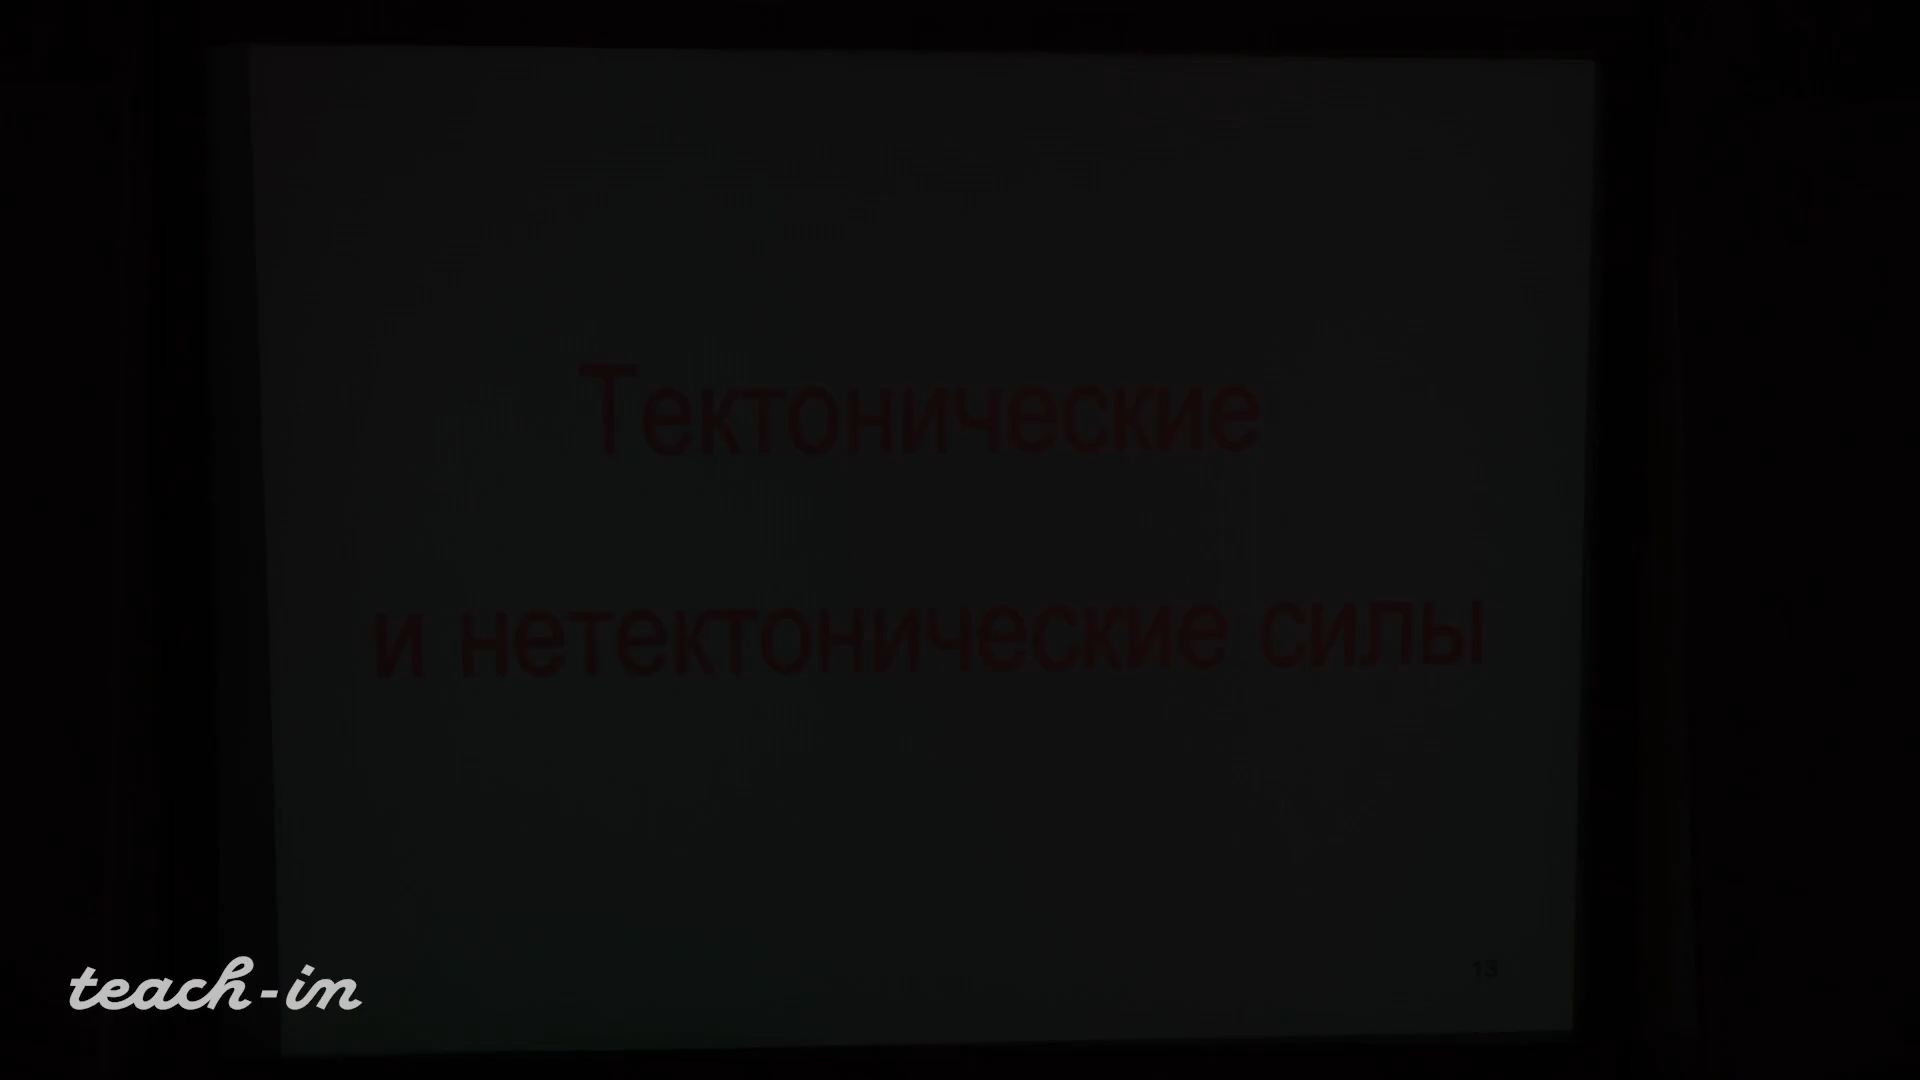 Тектонические
и нетектонические силы
13
teach-in